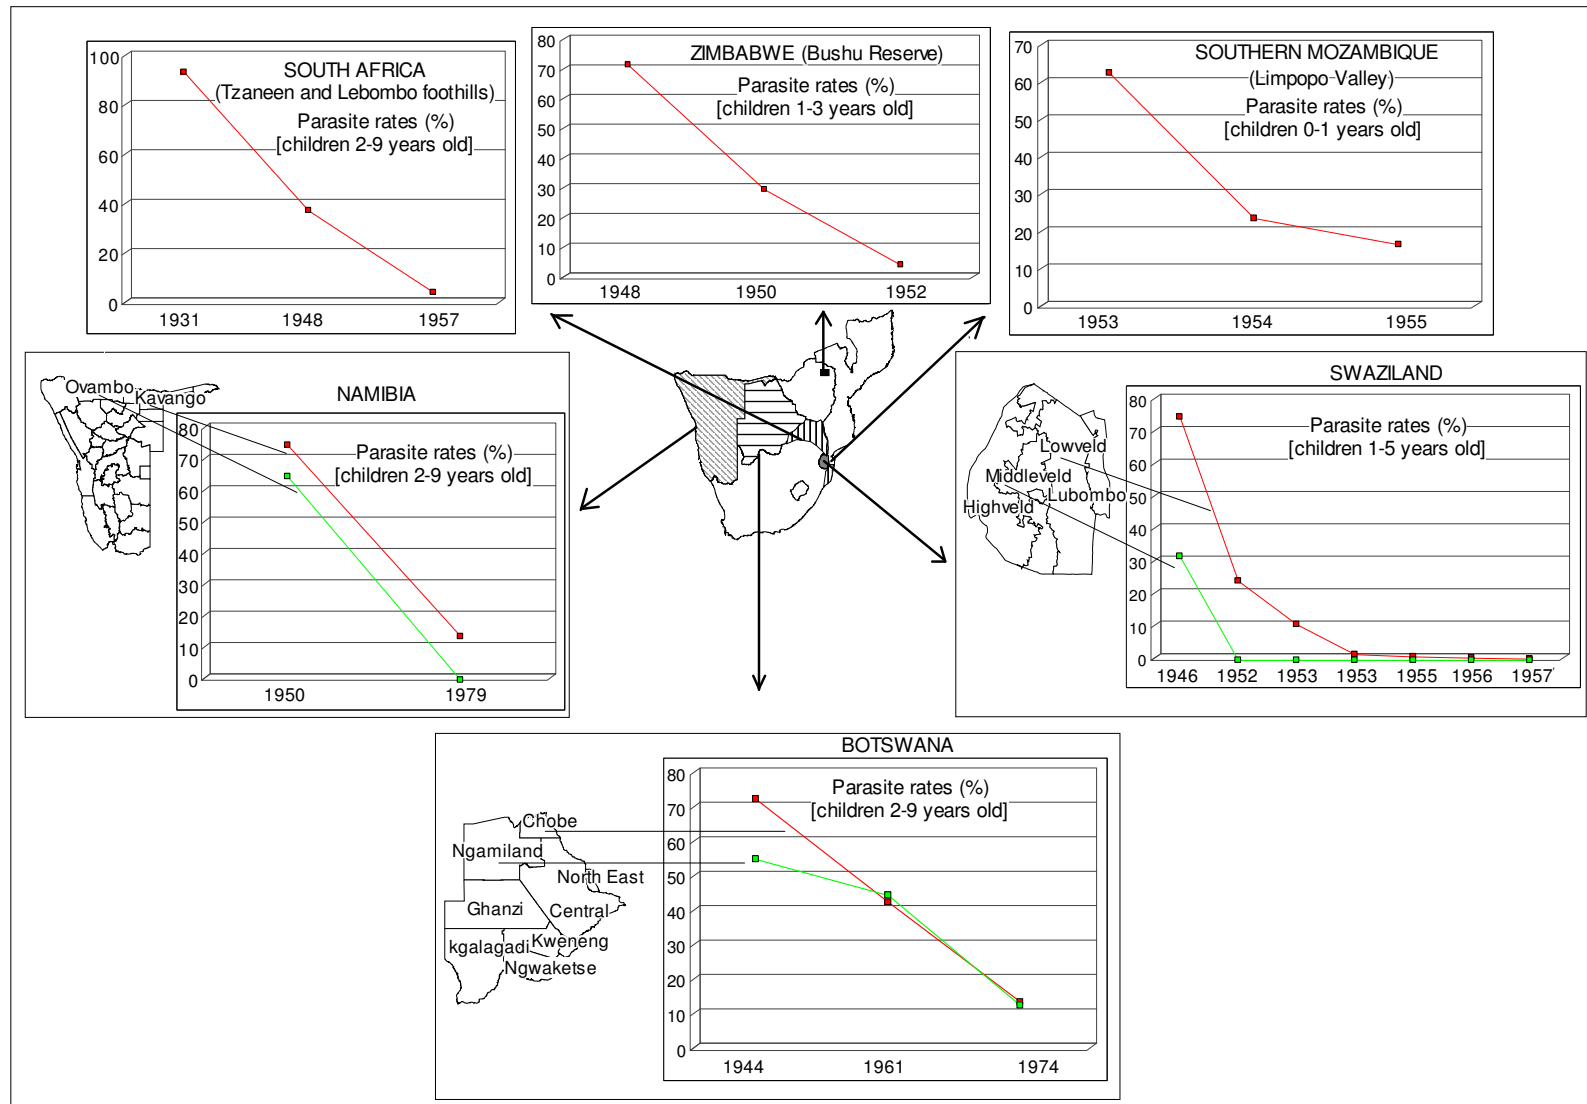 SOUTH AFRICA
(Tzaneen and Lebombo foothills)
Parasite rates (%)
[children 2-9 years old]
100
80
60
40
20
0
1931 1948 1957
ZIMBABWE (Bushu Reserve)
Parasite rates (%)
[children 1-3 years old]
80
70
60
50
40
30
20
10
0
1948 1950 1952
SOUTHERN MOZAMBIQUE
(Limpopo Valley)
Parasite rates (%)
[children 0-1 years old]
70
60
50
40
30
20
10
0
1953 1954 1955
NAMIBIA
Ovambo
Kavango
Parasite rates (%)
[children 2-9 years old]
80
70
60
50
40
30
20
10
0
1950 1979
SWAZILAND
Parasite rates (%)
[children 1-5 years old]
Lowveld
Middleveld
Lubombo
Highveld
80
70
60
50
40
30
20
10
0
1946 1952 1953 1953 1955 1956 1957
BOTSWANA
Parasite rates (%)
[children 2-9 years old]
Chobe
Ngamiland
North East
Ghanzi
Central
kgalagadi
Kweneng
Ngwaketse
80
70
60
50
40
30
20
10
0
1944 1961 1974